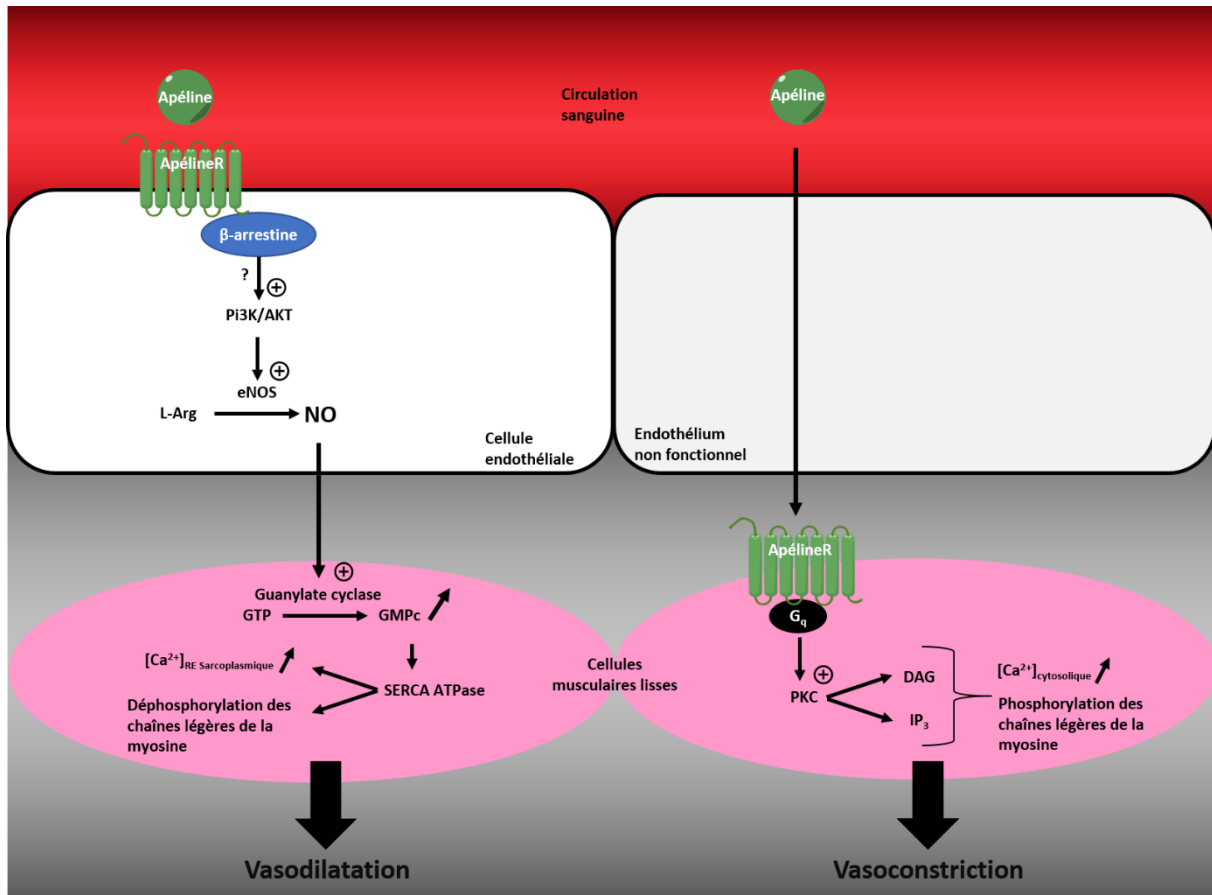 Apéline
ApélineR
β-arrestine
?
+
Pi3K/AKT
+
eNOS
L-Arg
NO
Cellule
endothéliale
+
Guanylate cyclase
GTP
GMPc
[Ca²⁺]RE Sarcoplasmique
SERCA ATPase
Déphosphorylation des
chaînes légères de la
myosine
Vasodilatation
Circulation
sanguine
Cellules
musculaires lisses
Apéline
Endothélium
non fonctionnel
ApélineR
Gq
+
PKC
DAG
IP₃
[Ca²⁺]cytosolique
Phosphorylation des
chaînes légères de la
myosine
Vasoconstriction